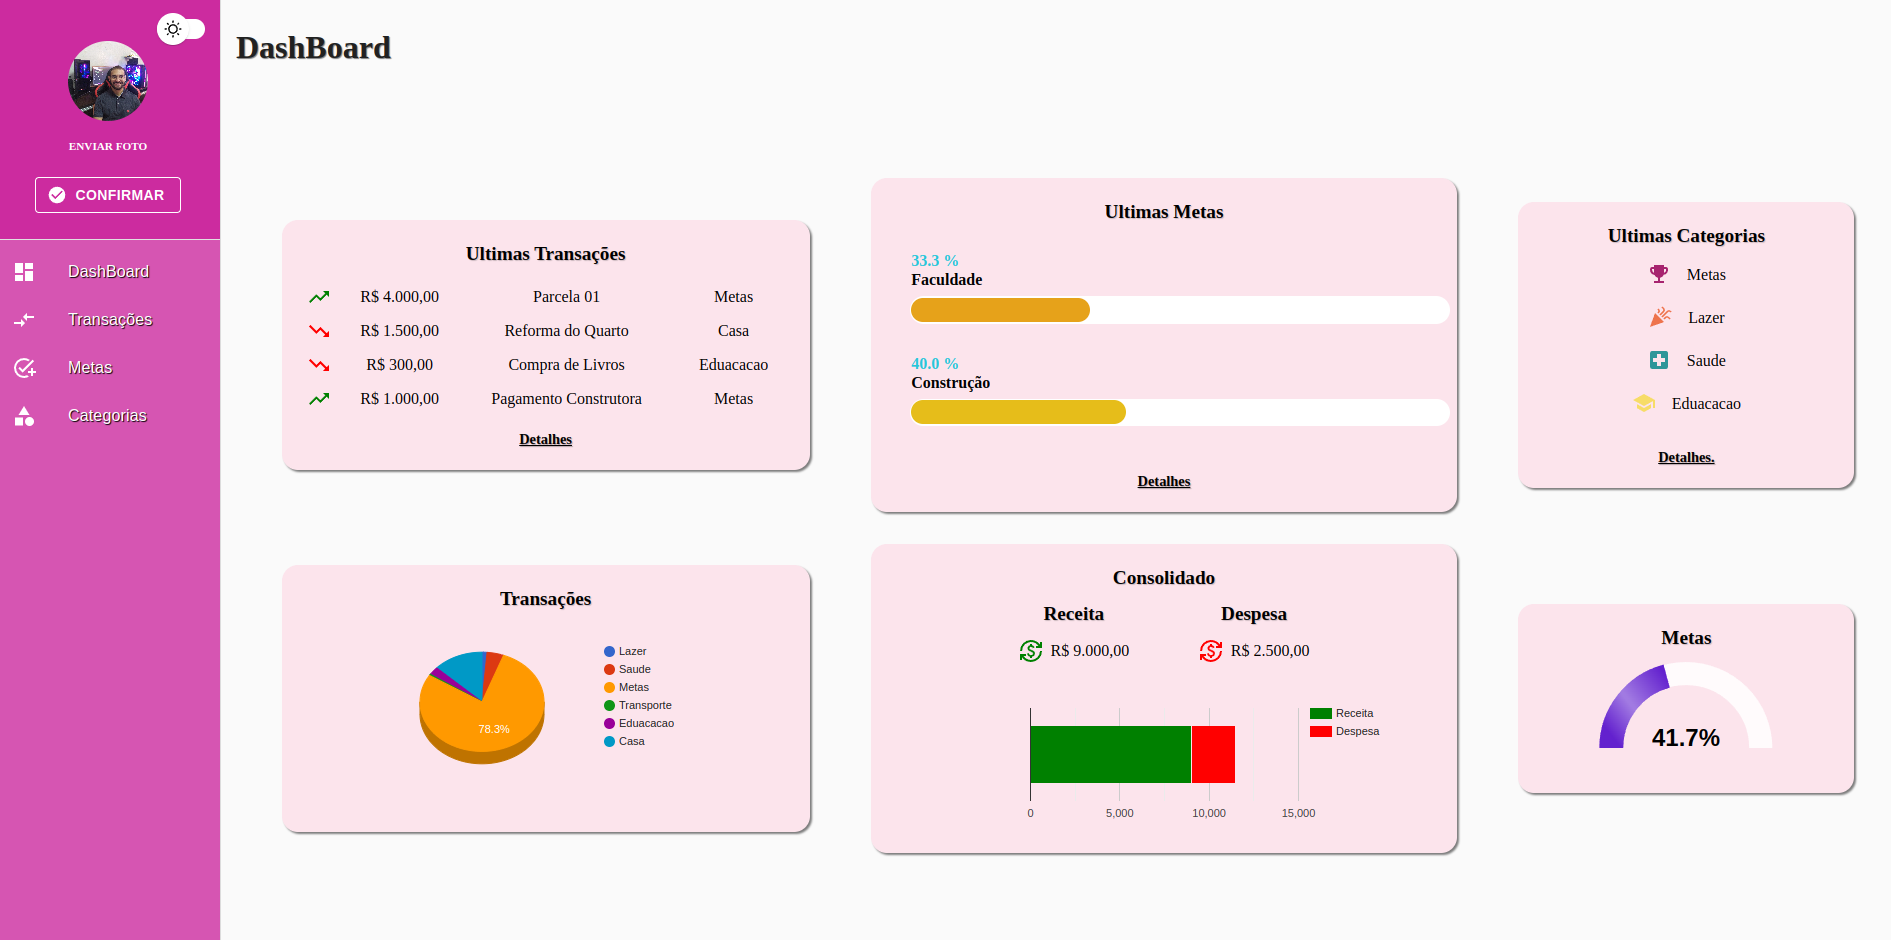 DashBoard
ENVIAR FOTO
CONFIRMAR
DashBoard
Transações
Metas
Categorias
Ultimas Transações
R$ 4.000,00 Parcela 01 Metas
R$ 1.500,00 Reforma do Quarto Casa
R$ 300,00 Compra de Livros Eduacacao
R$ 1.000,00 Pagamento Construtora Metas
Detalhes
Ultimas Metas
33.3 %
Faculdade
40.0 %
Construção
Detalhes
Ultimas Categorias
Metas
Lazer
Saude
Eduacacao
Detalhes.
Transações
78.3%
Lazer
Saude
Metas
Transporte
Eduacacao
Casa
Consolidado
Receita Despesa
R$ 9.000,00 R$ 2.500,00
Receita
Despesa
0 5,000 10,000 15,000
Metas
41.7%